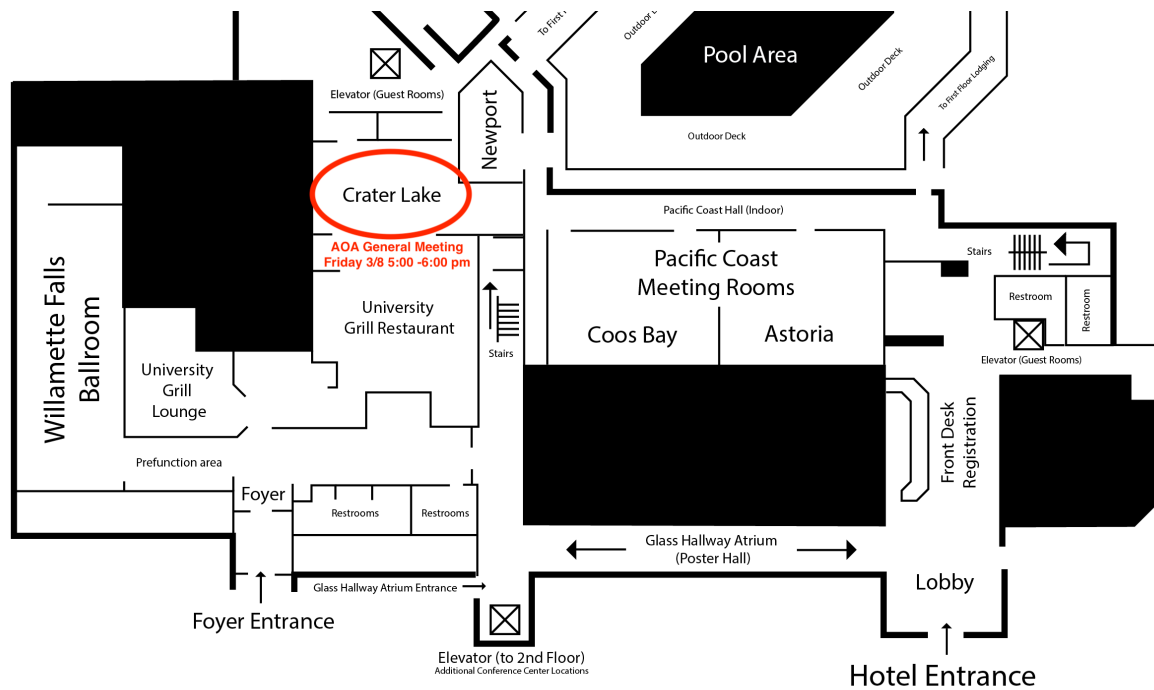 To First F
Outdoor Deck
Pool Area
Outdoor Deck
To First Floor Lodging
Elevator (Guest Rooms)
Newport
Outdoor Deck
Crater Lake
Pacific Coast Hall (Indoor)
AOA General Meeting
Friday 3/8 5:00 -6:00 pm
Stairs
Pacific Coast
Meeting Rooms
Willamette Falls
Ballroom
University
Grill Restaurant
Restroom
Restroom
Coos Bay
Astoria
Stairs
Elevator (Guest Rooms)
University
Grill
Lounge
Front Desk
Registration
Prefunction area
Foyer
Restrooms
Restrooms
Glass Hallway Atrium
(Poster Hall)
Glass Hallway Atrium Entrance
Lobby
Foyer Entrance
Elevator (to 2nd Floor)
Additional Conference Center Locations
Hotel Entrance